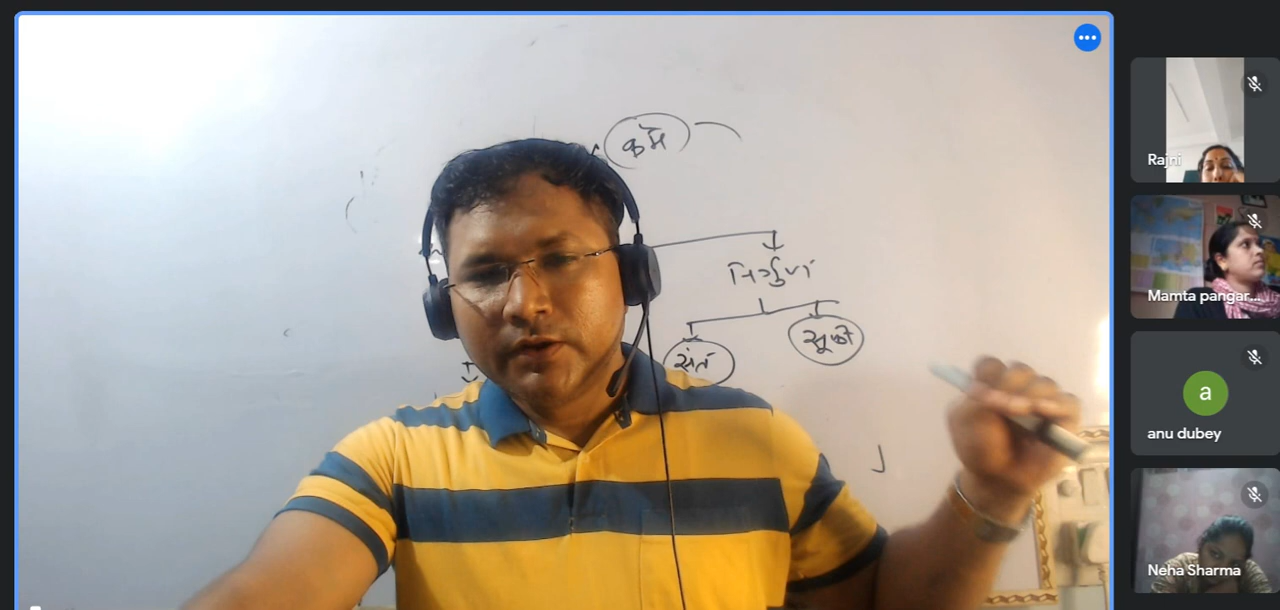 निर्गुण
संत
सूफी
Rajni
Mamta pangar...
a
anu dubey
Neha Sharma